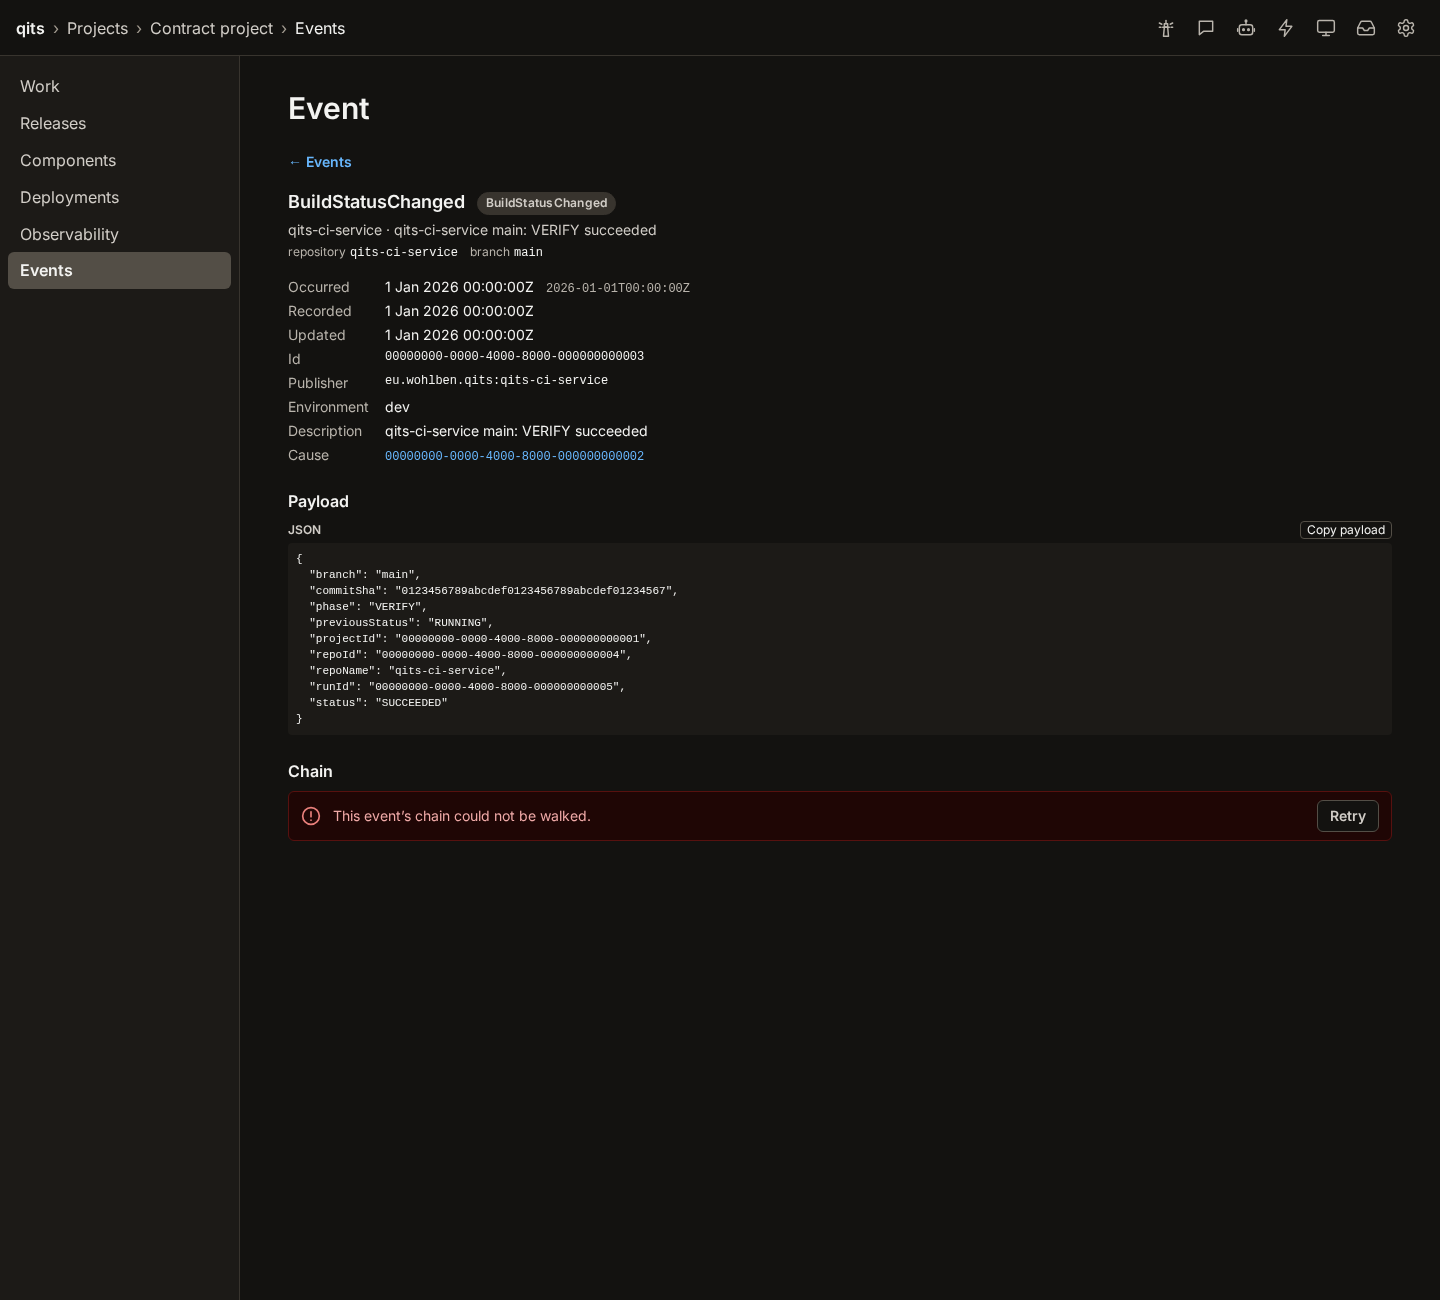 qits › Projects › Contract project › Events
Work
Releases
Components
Deployments
Observability
Events
Event
← Events
BuildStatusChanged BuildStatusChanged
qits-ci-service · qits-ci-service main: VERIFY succeeded
repository qits-ci-service branch main
Occurred 1 Jan 2026 00:00:00Z 2026-01-01T00:00:00Z
Recorded 1 Jan 2026 00:00:00Z
Updated 1 Jan 2026 00:00:00Z
Id 00000000-0000-4000-8000-000000000003
Publisher eu.wohlben.qits:qits-ci-service
Environment dev
Description qits-ci-service main: VERIFY succeeded
Cause 00000000-0000-4000-8000-000000000002
Payload
JSON Copy payload
{
  "branch": "main",
  "commitSha": "0123456789abcdef0123456789abcdef01234567",
  "phase": "VERIFY",
  "previousStatus": "RUNNING",
  "projectId": "00000000-0000-4000-8000-000000000001",
  "repoId": "00000000-0000-4000-8000-000000000004",
  "repoName": "qits-ci-service",
  "runId": "00000000-0000-4000-8000-000000000005",
  "status": "SUCCEEDED"
}
Chain
This event’s chain could not be walked. Retry